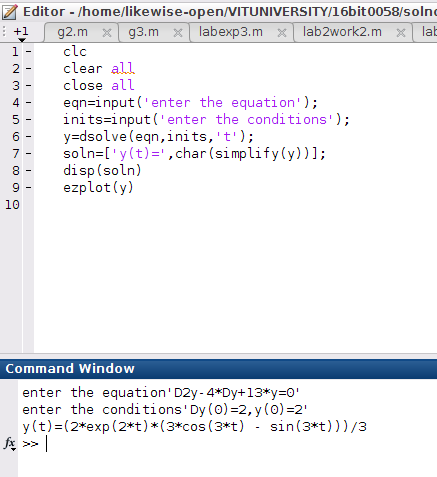 Editor - /home/likewise-open/VITUNIVERSITY/16bit0058/soln
+1 g2.m g3.m labexp3.m lab2work2.m lab
1 clc
2 clear all
3 close all
4 eqn=input('enter the equation');
5 inits=input('enter the conditions');
6 y=dsolve(eqn,inits,'t');
7 soln=['y(t)=',char(simplify(y))];
8 disp(soln)
9 ezplot(y)
10
Command Window
enter the equation'D2y-4*Dy+13*y=0'
enter the conditions'Dy(0)=2,y(0)=2'
y(t)=(2*exp(2*t)*(3*cos(3*t) - sin(3*t)))/3
fx >>